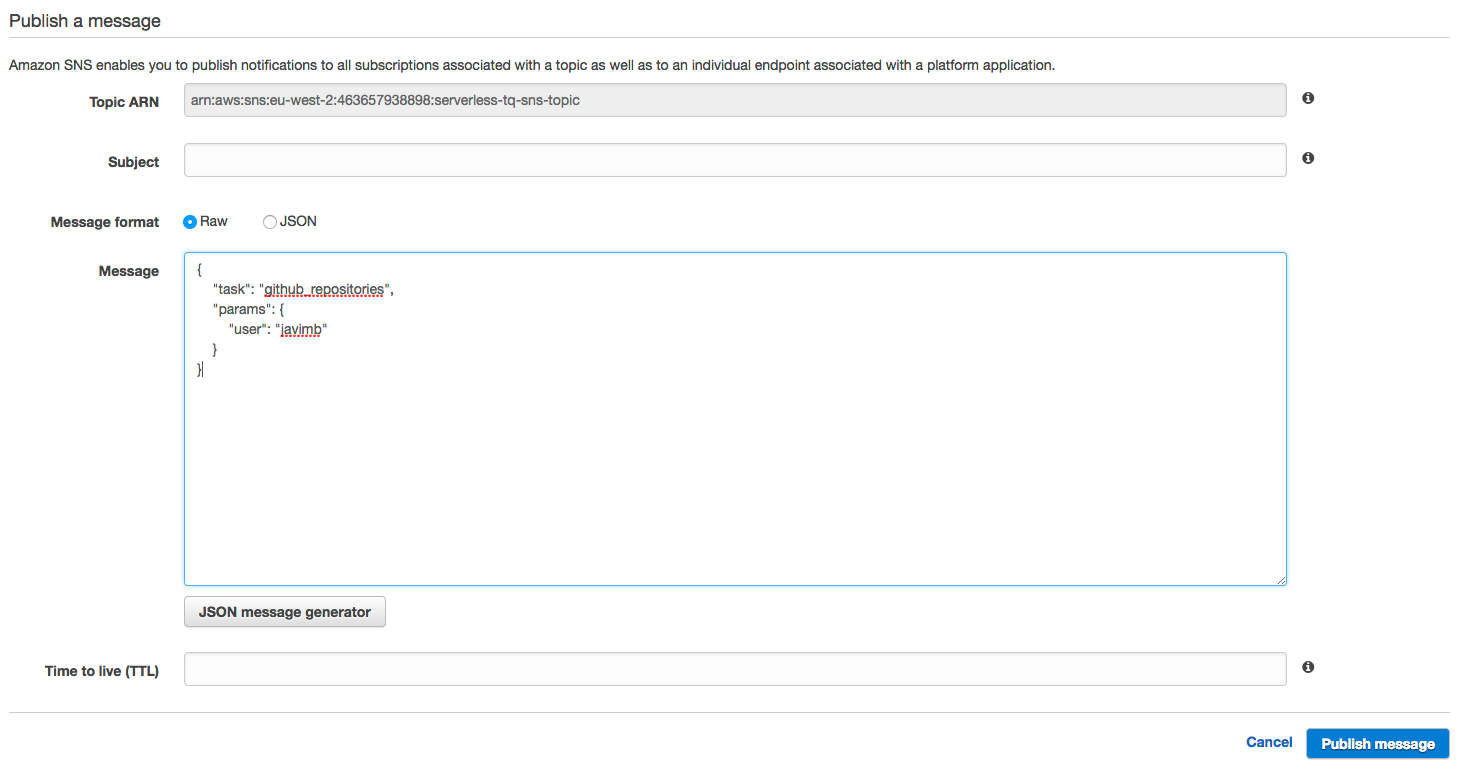 Publish a message
Amazon SNS enables you to publish notifications to all subscriptions associated with a topic as well as to an individual endpoint associated with a platform application.
Topic ARN arn:aws:sns:eu-west-2:463657938898:serverless-tq-sns-topic
Subject
Message format Raw JSON
Message {
"task": "github_repositories",
"params": {
"user": "javimb"
}
}
JSON message generator
Time to live (TTL)
Cancel Publish message